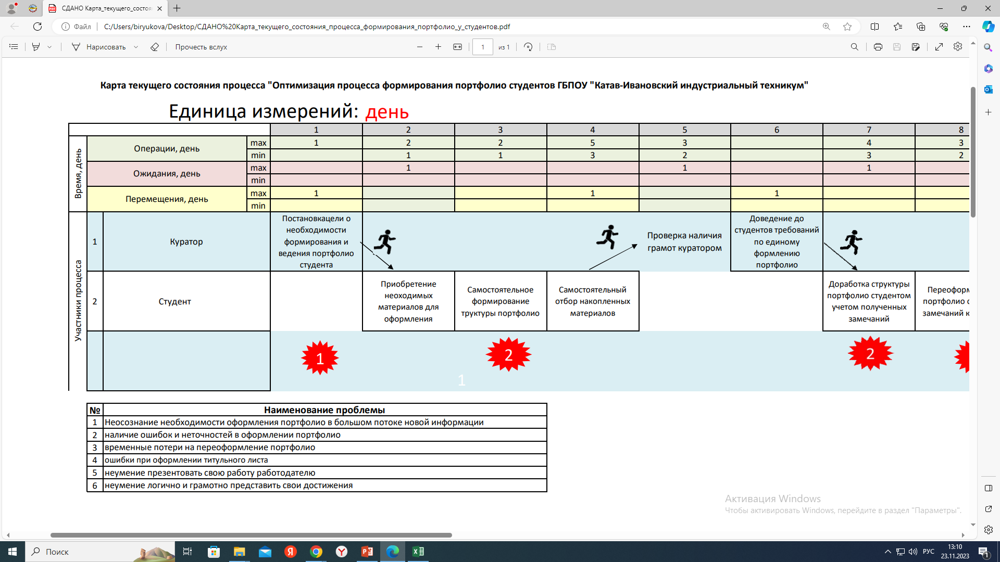 СДАНО Карта_текущего_состоя
Файл
C:/Users/biryukova/Desktop/СДАНО%20Карта_текущего_состояния_процесса_формирования_портфолио_у_студентов.pdf
Нарисовать
Прочесть вслух
1
из 1
Карта текущего состояния процесса "Оптимизация процесса формирования портфолио студентов ГБПОУ "Катав-Ивановский индустриальный техникум"
Единица измерений: день
1 2 3 4 5 6 7 8
Время, день
Операции, день
max 1 2 2 5 3 4 3
min 1 1 3 2 3 2
Ожидания, день
max 1 1 1
min
Перемещения, день
max 1 1 1
min
Участники процесса
1
Куратор
Постановкацели о
необходимости
формирования и
ведения портфолио
студента
Проверка наличия
грамот куратором
Доведение до
студентов требований
по единому
формлению
портфолио
2
Студент
Приобретение
неоходимых
материалов для
оформления
Самостоятельное
формирование
труктуры портфолио
Самостоятельный
отбор накопленных
материалов
Доработка структуры
портфолио студентом
учетом полученных
замечаний
Переоформ
портфолио с
замечаний к
1
2
2
1
№ Наименование проблемы
1 Неосознание необходимости оформления портфолио в большом потоке новой информации
2 наличие ошибок и неточностей в оформлении портфолио
3 временные потери на переоформление портфолио
4 ошибки при оформлении титульного листа
5 неумение презентовать свою работу работодателю
6 неумение логично и грамотно представить свои достижения
Активация Windows
Чтобы активировать Windows, перейдите в раздел "Параметры".
Поиск
РУС
13:10
23.11.2023
1